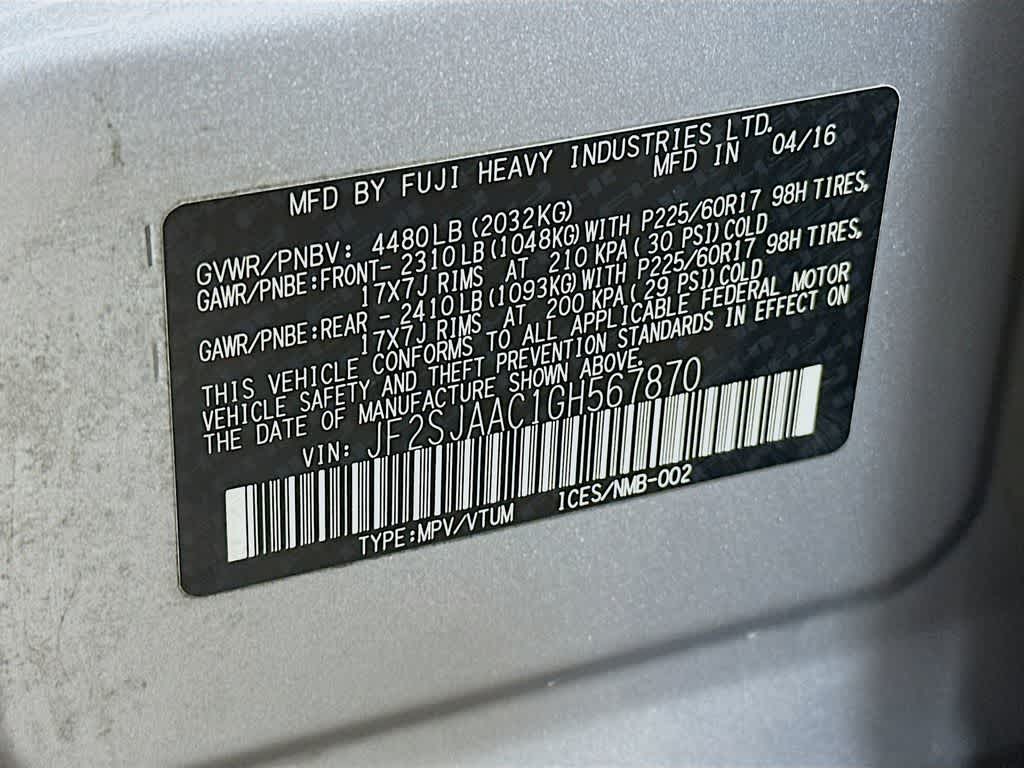 MFD BY FUJI HEAVY INDUSTRIES LTD.
MFD IN 04/16
GVWR/PNBV: 4480LB(2032KG)
GAWR/PNBE:FRONT- 2310LB(1048KG)WITH P225/60R17 98H TIRES,
17X7J RIMS AT 210 KPA(30 PSI)COLD
GAWR/PNBE:REAR - 2410LB(1093KG)WITH P225/60R17 98H TIRES,
17X7J RIMS AT 200 KPA(29 PSI)COLD
THIS VEHICLE CONFORMS TO ALL APPLICABLE FEDERAL MOTOR
VEHICLE SAFETY AND THEFT PREVENTION STANDARDS IN EFFECT ON
THE DATE OF MANUFACTURE SHOWN ABOVE.
VIN: JF2SJAAC1GH567870
TYPE:MPV/VTUM ICES/NMB-002